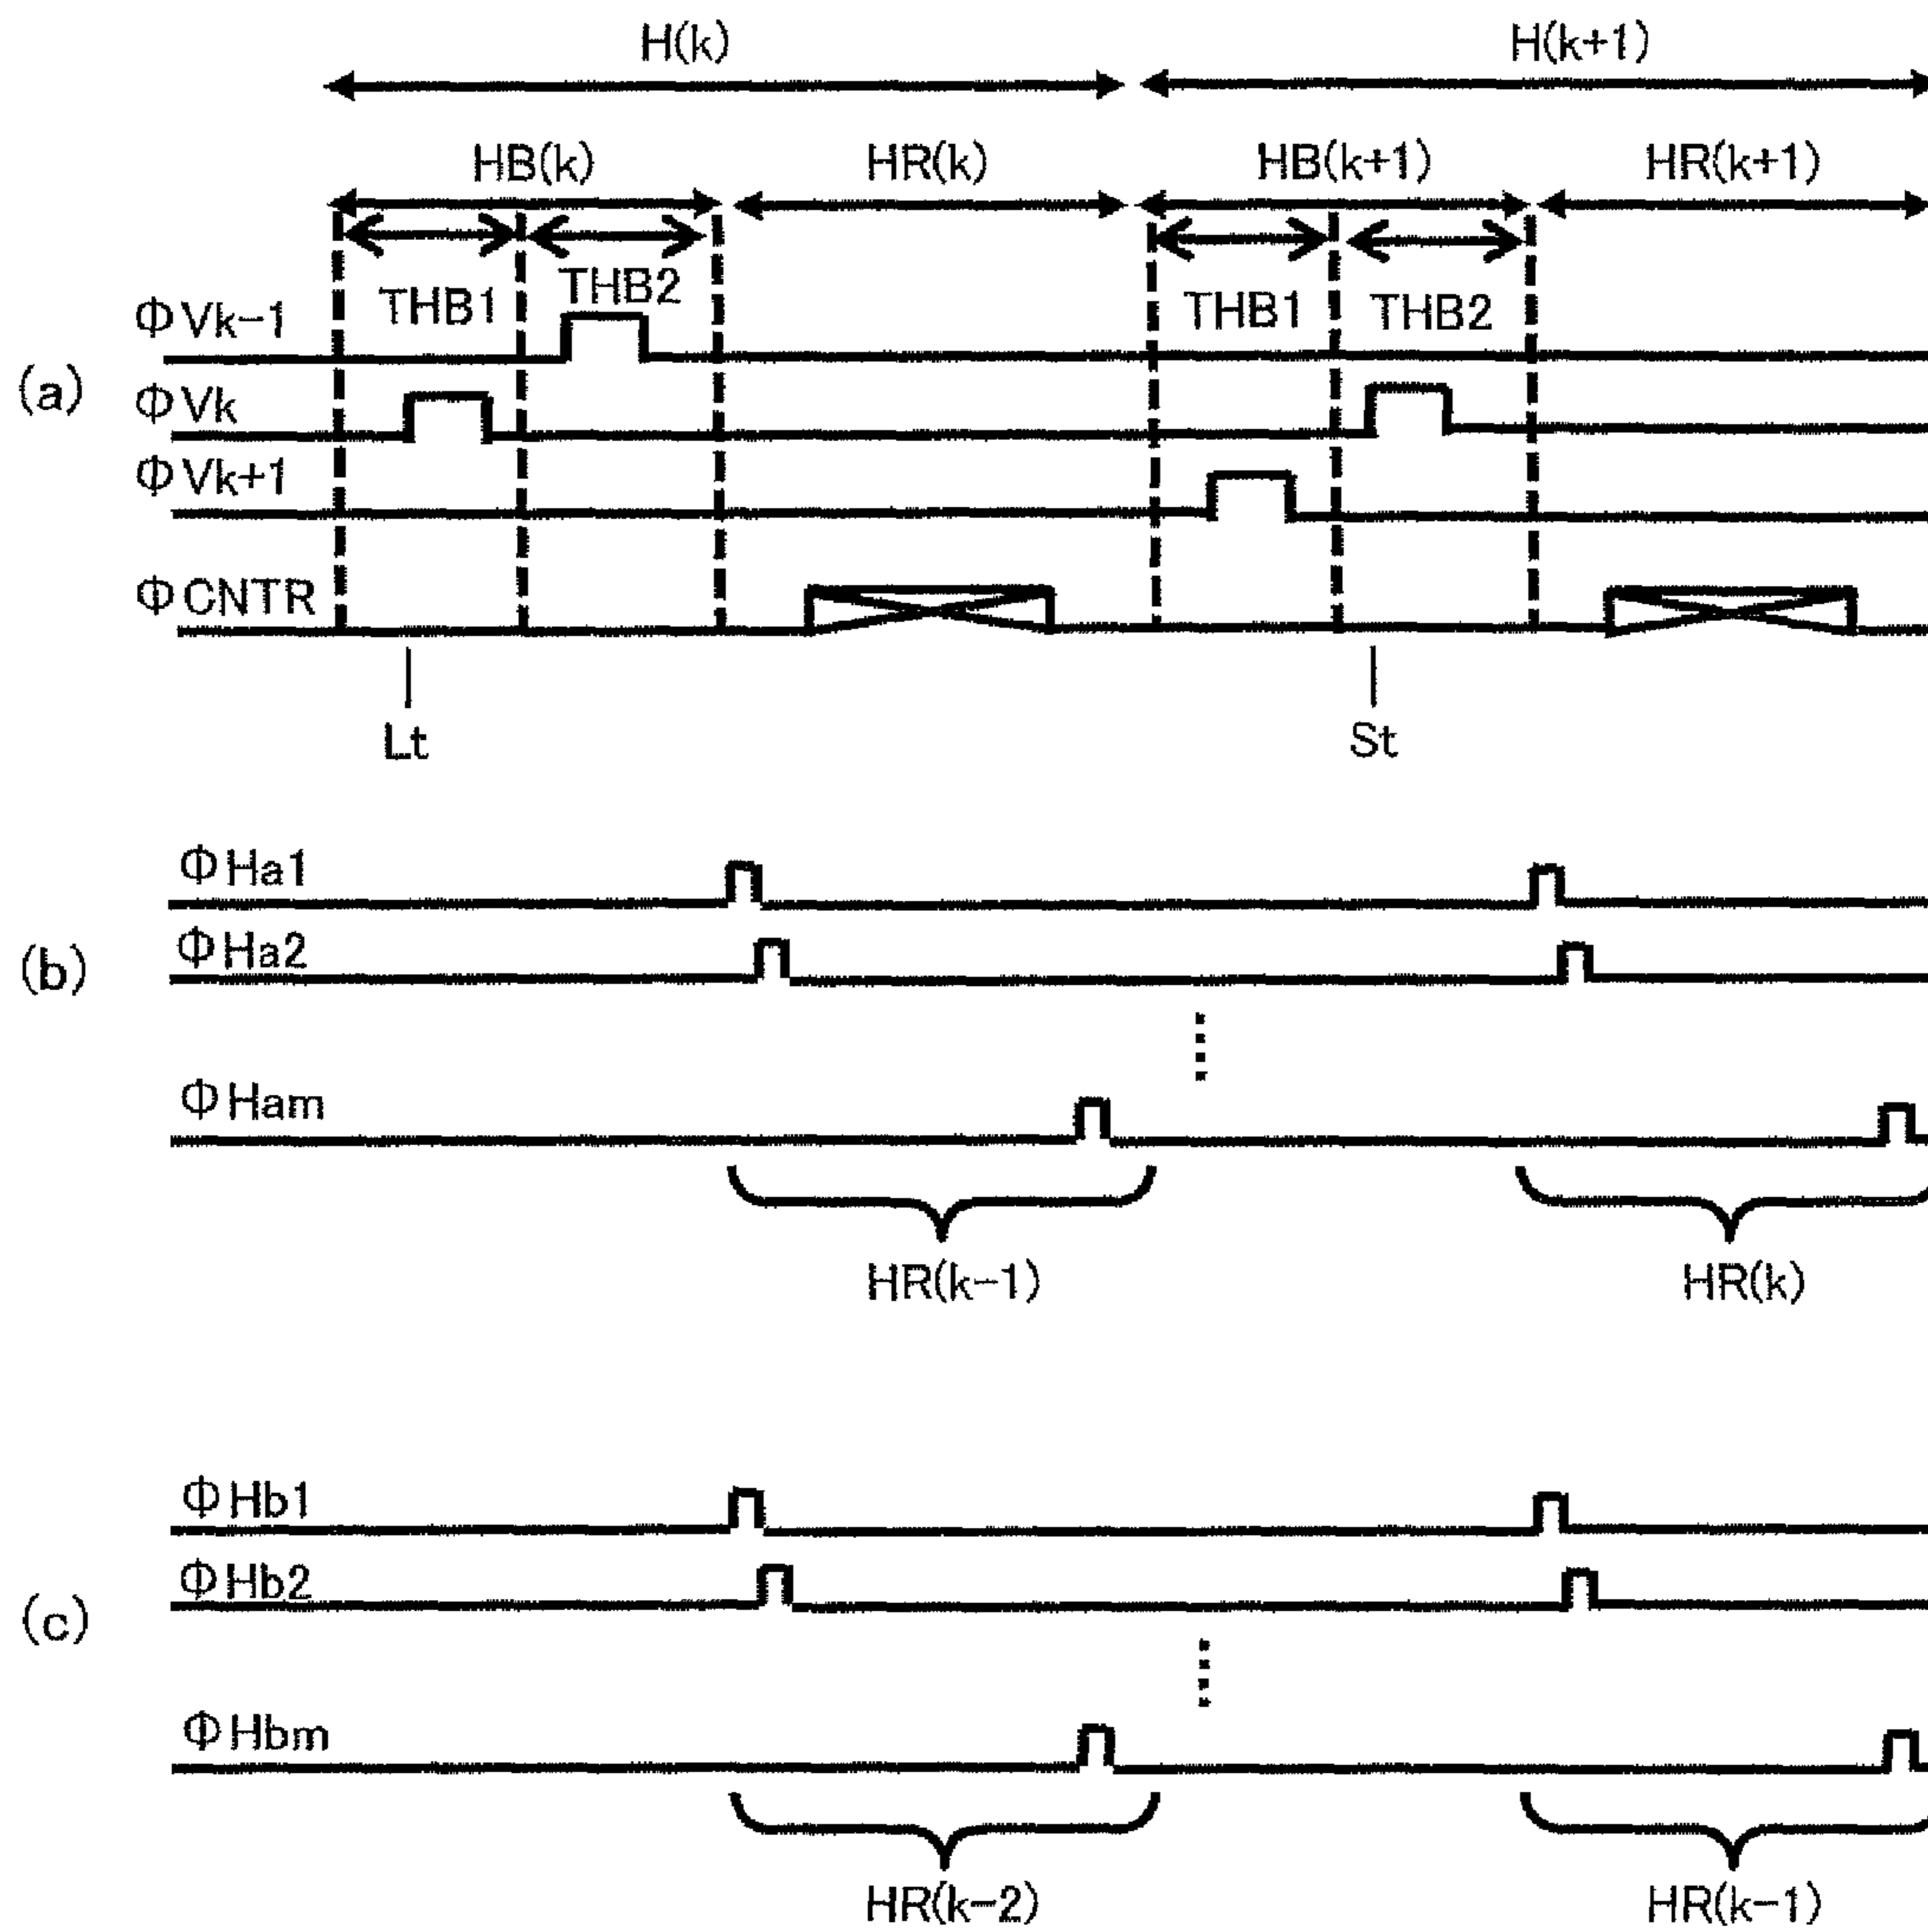 H(k) H(k+1)
HB(k) HR(k) HB(k+1) HR(k+1)
THB1 THB2 THB1 THB2
(a)
ΦVk-1
ΦVk
ΦVk+1
ΦCNTR
Lt St
(b)
ΦHa1
ΦHa2
ΦHam
HR(k-1) HR(k)
(c)
ΦHb1
ΦHb2
ΦHbm
HR(k-2) HR(k-1)